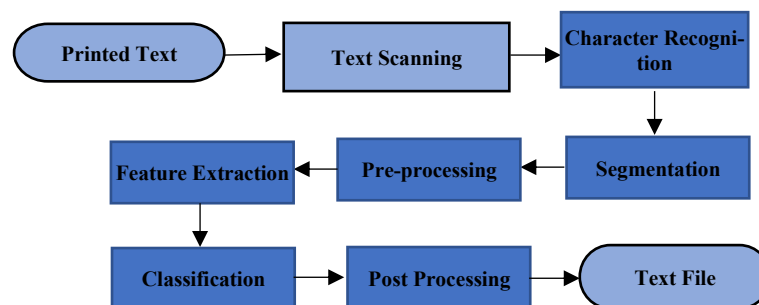 Printed Text
Text Scanning
Character Recogni-
tion
Segmentation
Pre-processing
Feature Extraction
Classification
Post Processing
Text File